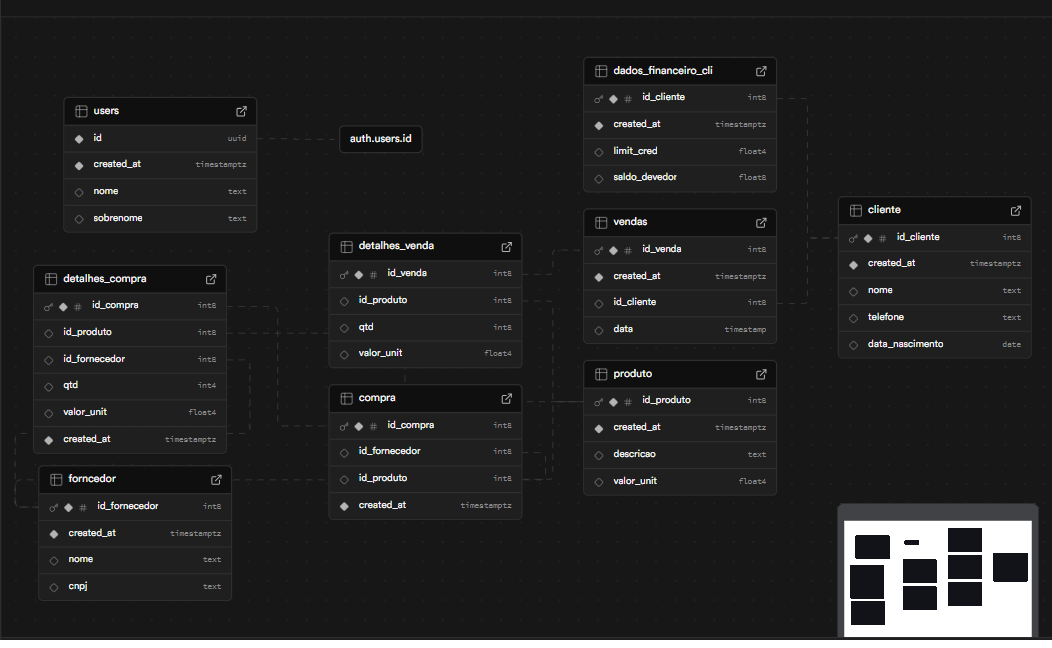 users
id uuid
created_at timestamptz
nome text
sobrenome text
auth.users.id
dados_financeiro_cli
# id_cliente int8
created_at timestamptz
limit_cred float4
saldo_devedor float8
vendas
# id_venda int8
created_at timestamptz
id_cliente int8
data timestamp
cliente
# id_cliente int8
created_at timestamptz
nome text
telefone text
data_nascimento date
detalhes_venda
# id_venda int8
id_produto int8
qtd int8
valor_unit float4
detalhes_compra
# id_compra int8
id_produto int8
id_fornecedor int8
qtd int4
valor_unit float4
created_at timestamptz
compra
# id_compra int8
id_fornecedor int8
id_produto int8
created_at timestamptz
produto
# id_produto int8
created_at timestamptz
descricao text
valor_unit float4
forncedor
# id_fornecedor int8
created_at timestamptz
nome text
cnpj text